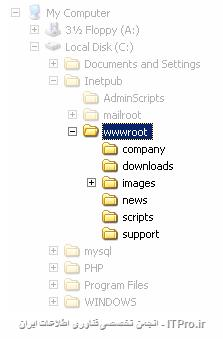 My Computer
3½ Floppy (A:)
Local Disk (C:)
Documents and Settings
Inetpub
AdminScripts
mailroot
wwwroot
company
downloads
images
news
scripts
support
mysql
PHP
Program Files
WINDOWS
ITPro.ir - انجمن تخصصی فناوری اطلاعات ایران